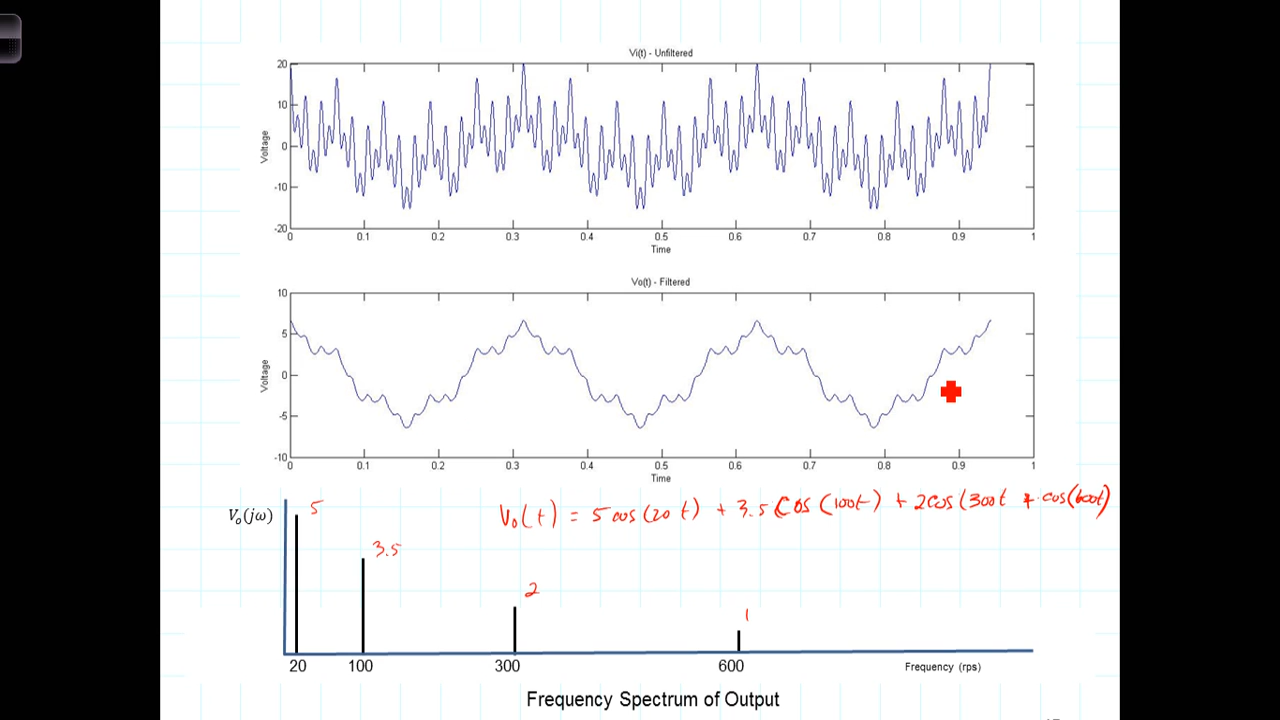 Vi(t) - Unfiltered
20
10
0
-10
-20
Voltage
0 0.1 0.2 0.3 0.4 0.5 0.6 0.7 0.8 0.9 1
Time
Vo(t) - Filtered
10
5
0
-5
-10
Voltage
0 0.1 0.2 0.3 0.4 0.5 0.6 0.7 0.8 0.9 1
Time
Vo(t) = 5 cos(20 t) + 3.5 cos(100t) + 2cos(300t + cos(600t)
Vo(jω)
5
3.5
2
1
20 100 300 600 Frequency (rps)
Frequency Spectrum of Output